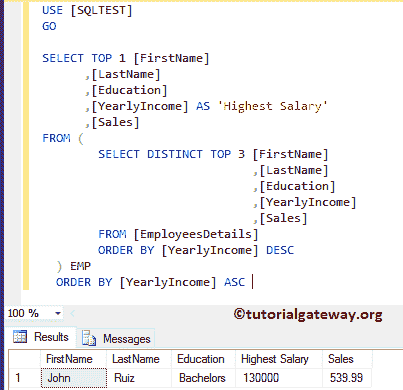 USE [SQLTEST]
GO
SELECT TOP 1 [FirstName]
,[LastName]
,[Education]
,[YearlyIncome] AS 'Highest Salary'
,[Sales]
FROM (
SELECT DISTINCT TOP 3 [FirstName]
,[LastName]
,[Education]
,[YearlyIncome]
,[Sales]
FROM [EmployeesDetails]
ORDER BY [YearlyIncome] DESC
) EMP
ORDER BY [YearlyIncome] ASC
100 %
©tutorialgateway.org
Results Messages
FirstName LastName Education Highest Salary Sales
1 John Ruiz Bachelors 130000 539.99